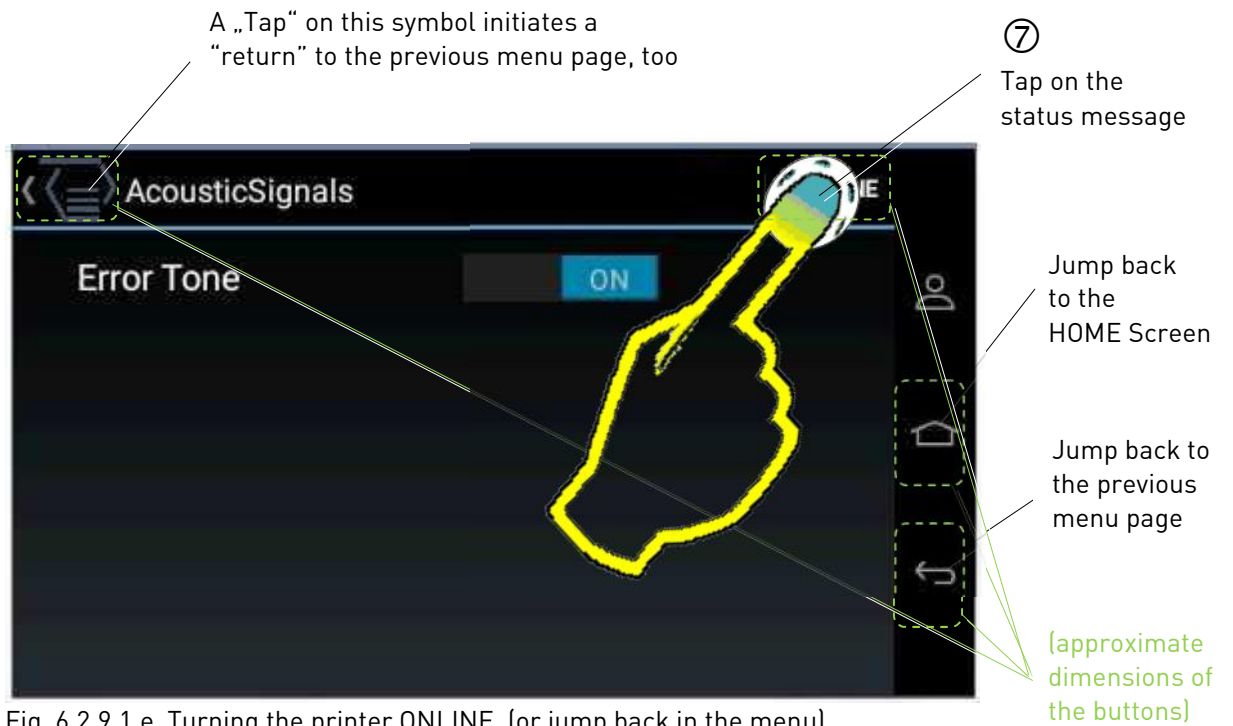 A „Tap“ on this symbol initiates a
“return” to the previous menu page, too
⑦
Tap on the
status message
AcousticSignals
NE
Error Tone
ON
Jump back
to the
HOME Screen
Jump back to
the previous
menu page
(approximate
dimensions of
the buttons)
Fig. 6.2.9.1 e Turning the printer ONLINE (or jump back in the menu)